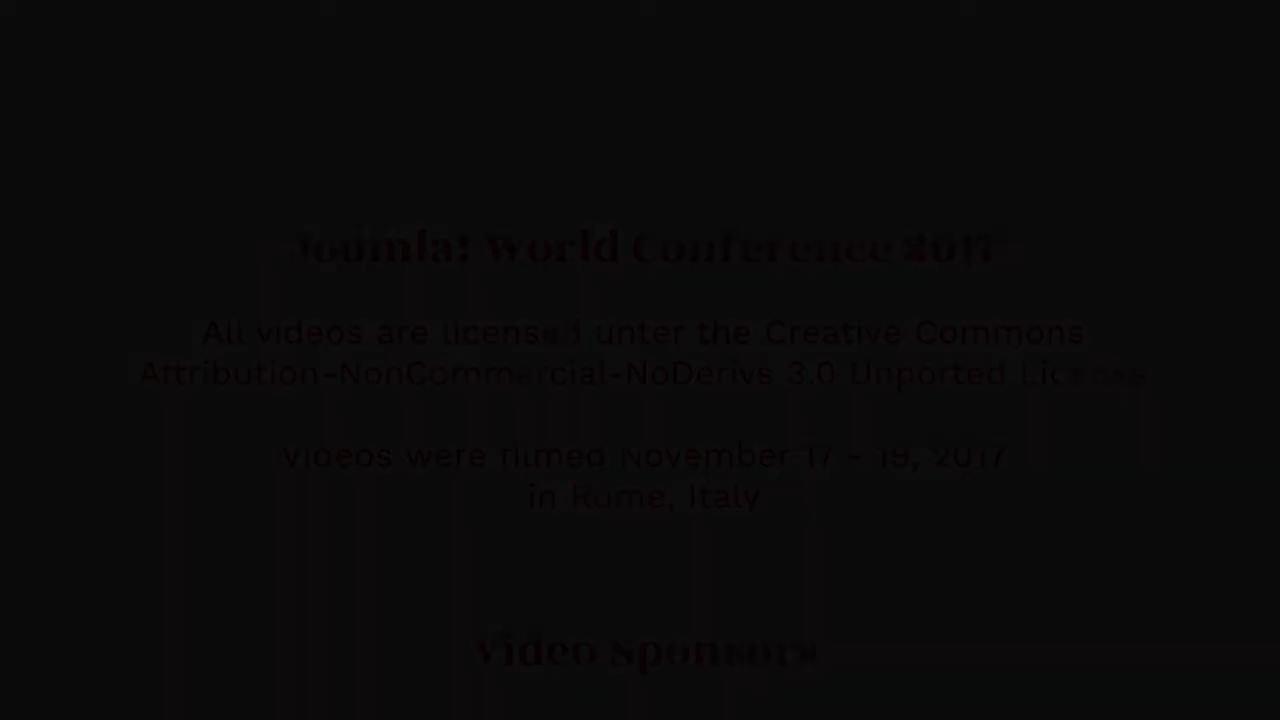 Joomla! World Conference 2017
All videos are licensed unter the Creative Commons
Attribution-NonCommercial-NoDerivs 3.0 Unported License
Videos were filmed November 17 - 19, 2017
in Rome, Italy
Video Sponsors